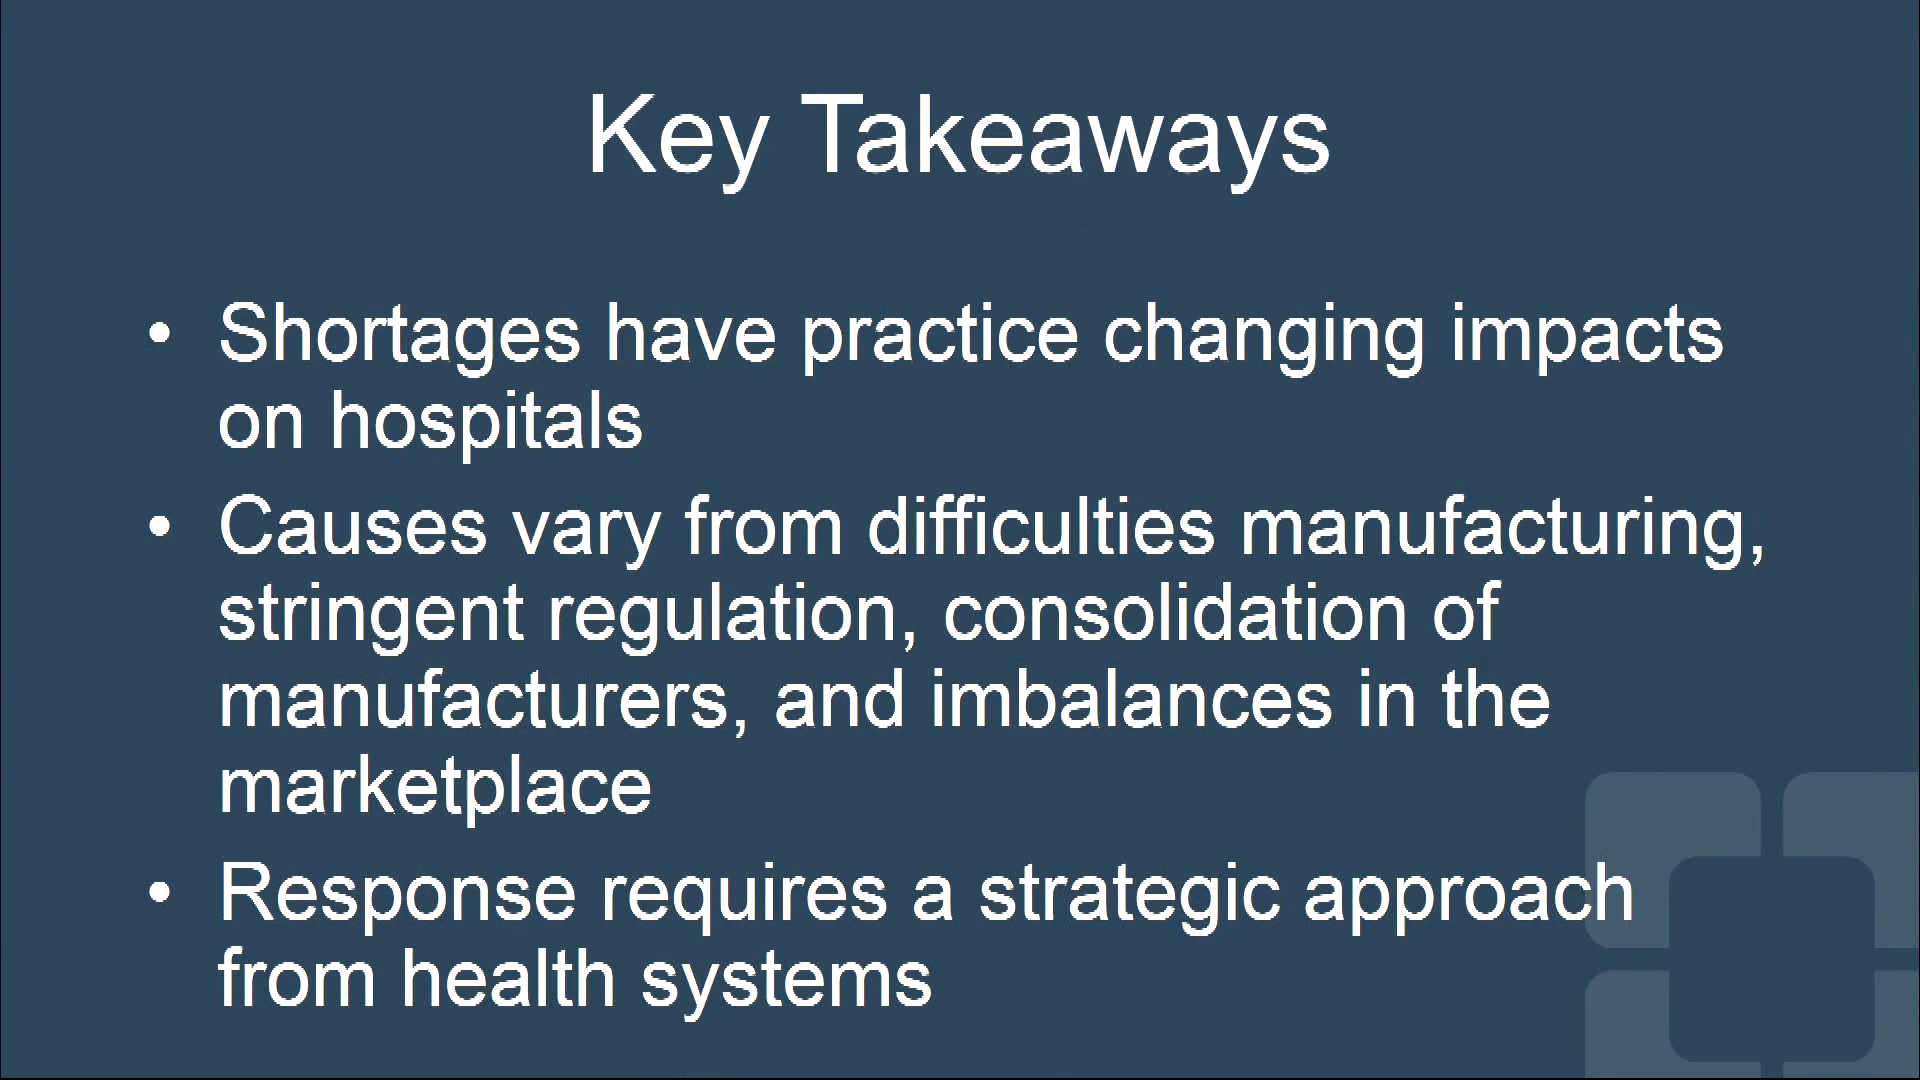 Key Takeaways
• Shortages have practice changing impacts
on hospitals
• Causes vary from difficulties manufacturing,
stringent regulation, consolidation of
manufacturers, and imbalances in the
marketplace
• Response requires a strategic approach
from health systems